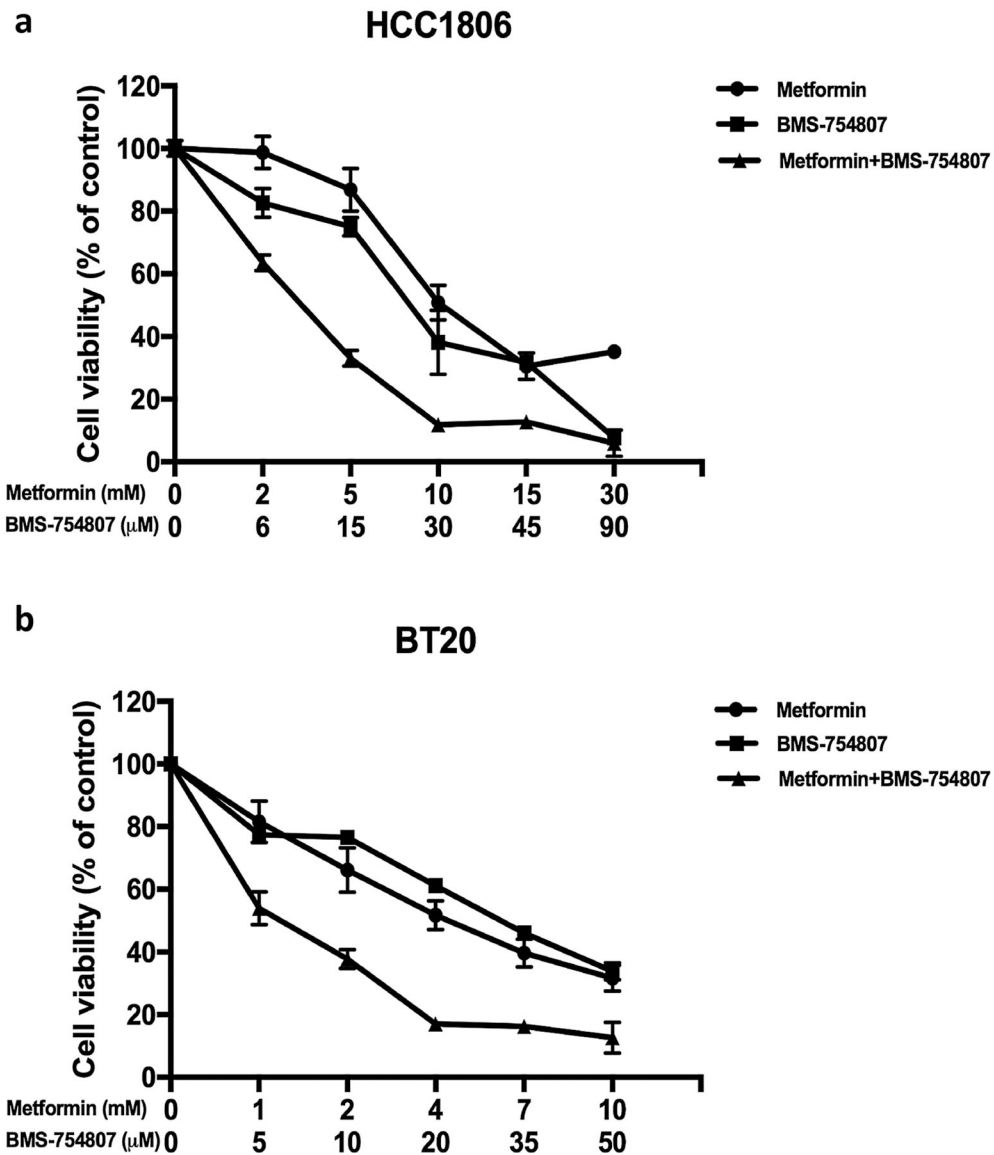 a
HCC1806
Cell viability (% of control)
120
100
80
60
40
20
0
Metformin
BMS-754807
Metformin+BMS-754807
Metformin (mM) 0 2 5 10 15 30
BMS-754807 (μM) 0 6 15 30 45 90
b
BT20
Cell viability (% of control)
120
100
80
60
40
20
0
Metformin
BMS-754807
Metformin+BMS-754807
Metformin (mM) 0 1 2 4 7 10
BMS-754807 (μM) 0 5 10 20 35 50